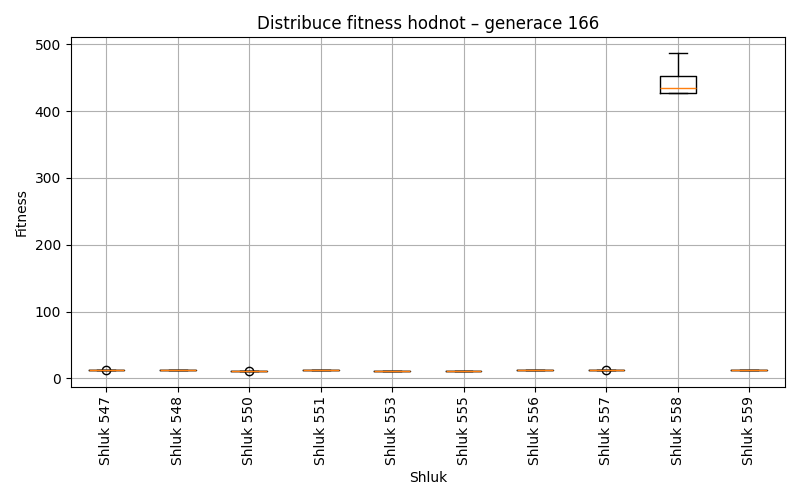 Distribuce fitness hodnot – generace 166
Fitness
500
400
300
200
100
0
Shluk 547
Shluk 548
Shluk 550
Shluk 551
Shluk 553
Shluk 555
Shluk 556
Shluk 557
Shluk 558
Shluk 559
Shluk